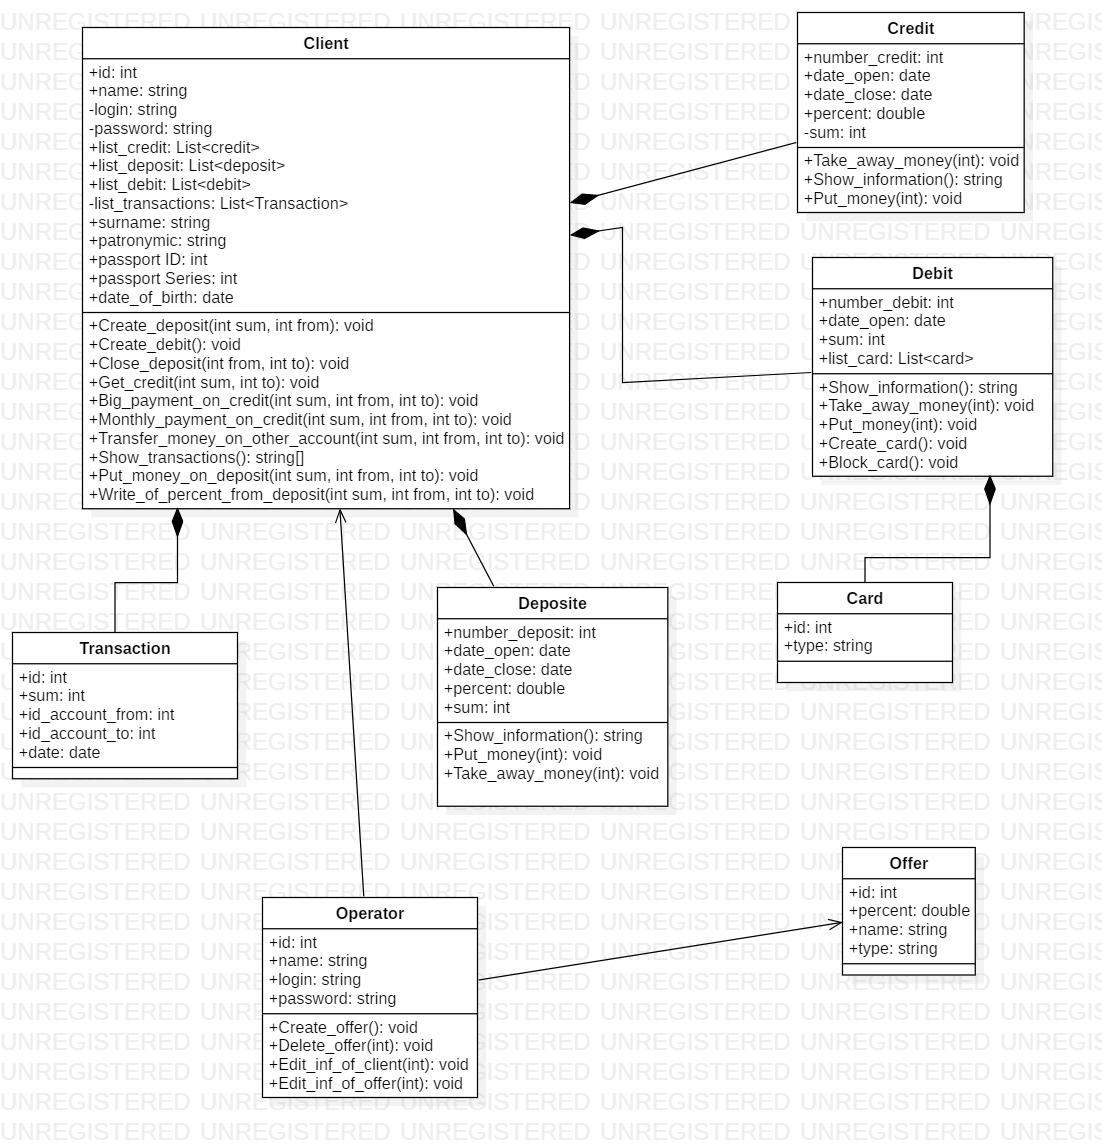 Client
+id: int
+name: string
-login: string
-password: string
+list_credit: List<credit>
+list_deposit: List<deposit>
+list_debit: List<debit>
-list_transactions: List<Transaction>
+surname: string
+patronymic: string
+passport ID: int
+passport Series: int
+date_of_birth: date
+Create_deposit(int sum, int from): void
+Create_debit(): void
+Close_deposit(int from, int to): void
+Get_credit(int sum, int to): void
+Big_payment_on_credit(int sum, int from, int to): void
+Monthly_payment_on_credit(int sum, int from, int to): void
+Transfer_money_on_other_account(int sum, int from, int to): void
+Show_transactions(): string[]
+Put_money_on_deposit(int sum, int from, int to): void
+Write_of_percent_from_deposit(int sum, int from, int to): void
Credit
+number_credit: int
+date_open: date
+date_close: date
+percent: double
-sum: int
+Take_away_money(int): void
+Show_information(): string
+Put_money(int): void
Debit
+number_debit: int
+date_open: date
+sum: int
+list_card: List<card>
+Show_information(): string
+Take_away_money(int): void
+Put_money(int): void
+Create_card(): void
+Block_card(): void
Transaction
+id: int
+sum: int
+id_account_from: int
+id_account_to: int
+date: date
Deposite
+number_deposit: int
+date_open: date
+date_close: date
+percent: double
+sum: int
+Show_information(): string
+Put_money(int): void
+Take_away_money(int): void
Card
+id: int
+type: string
Operator
+id: int
+name: string
+login: string
+password: string
+Create_offer(): void
+Delete_offer(int): void
+Edit_inf_of_client(int): void
+Edit_inf_of_offer(int): void
Offer
+id: int
+percent: double
+name: string
+type: string
UNREGISTERED